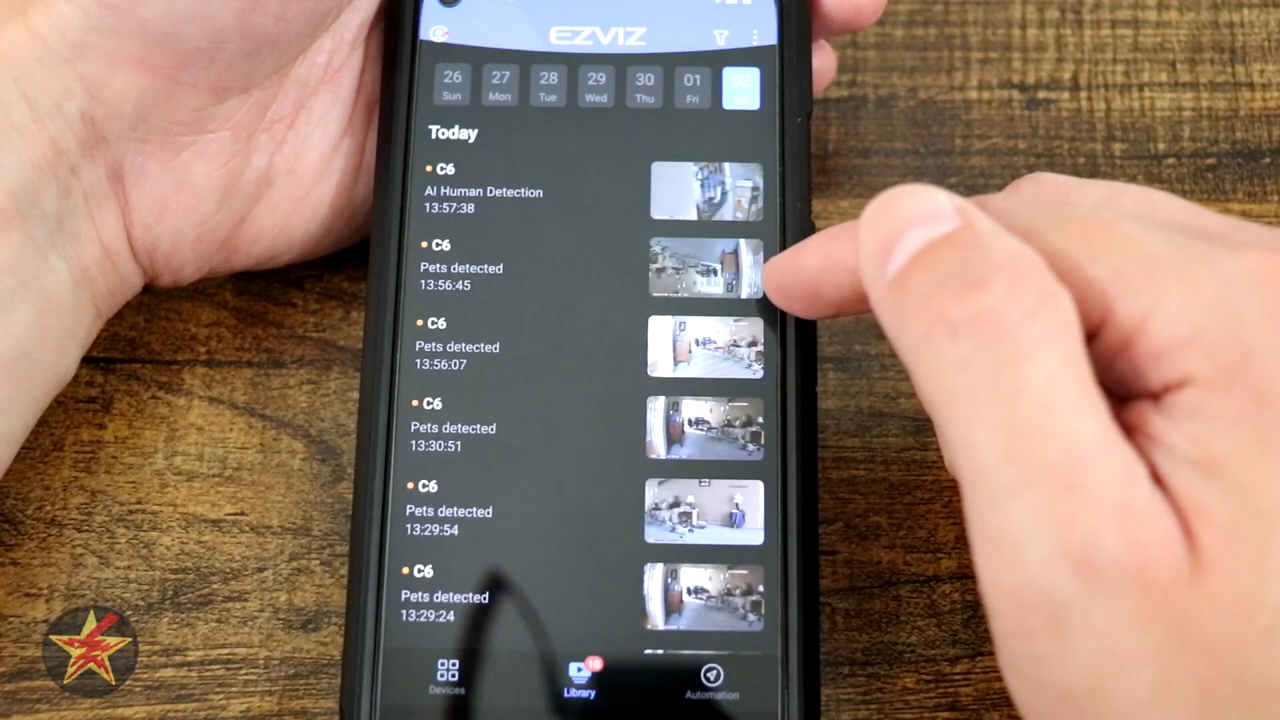 EZVIZ
26 27 28 29 30 01 02
Sun Mon Tue Wed Thu Fri
Today
C6
AI Human Detection
13:57:38
C6
Pets detected
13:56:45
C6
Pets detected
13:56:07
C6
Pets detected
13:30:51
C6
Pets detected
13:29:54
C6
Pets detected
13:29:24
10
Devices Library Automation